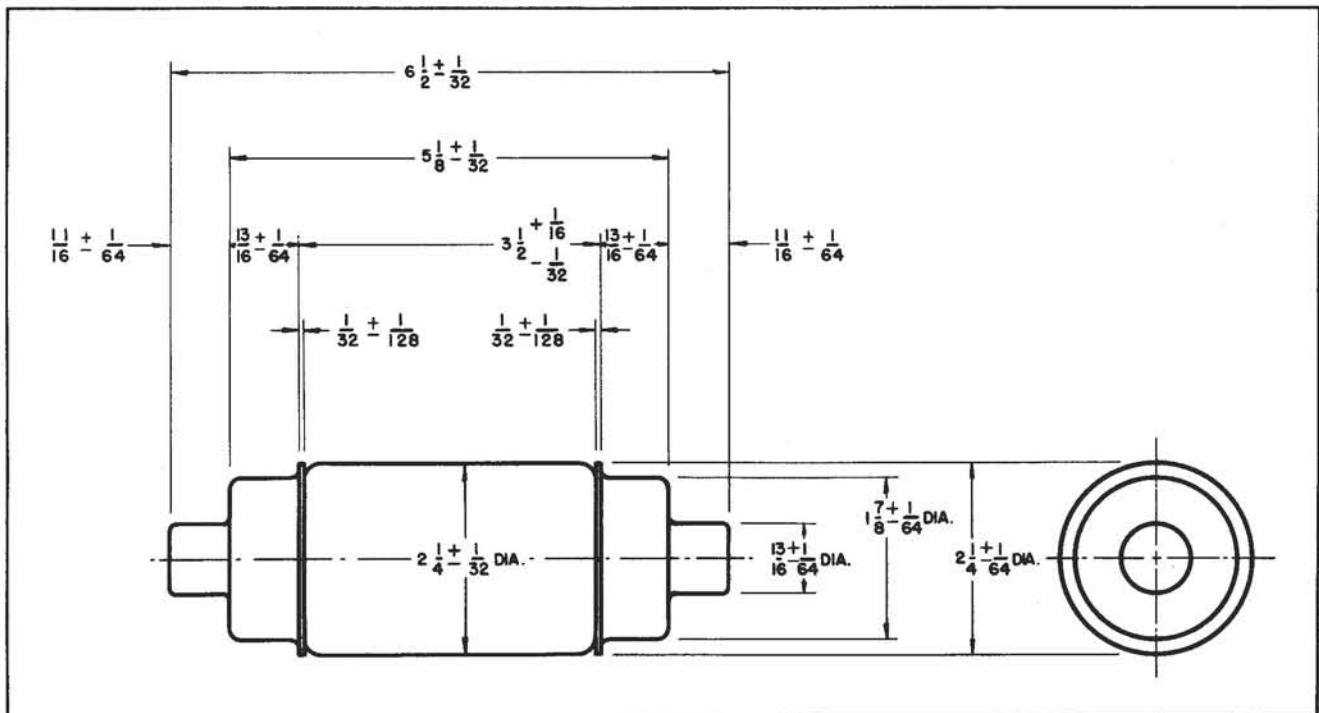 6 1/2 ± 1/32
5 1/8 ± 1/32
11/16 ± 1/64
13/16 ± 1/64
3 1/2 + 1/16 - 1/32
13/16 ± 1/64
11/16 ± 1/64
1/32 ± 1/128
1/32 ± 1/128
2 1/4 ± 1/32 DIA.
13/16 ± 1/64 DIA.
1 7/8 ± 1/64 DIA.
2 1/4 ± 1/64 DIA.